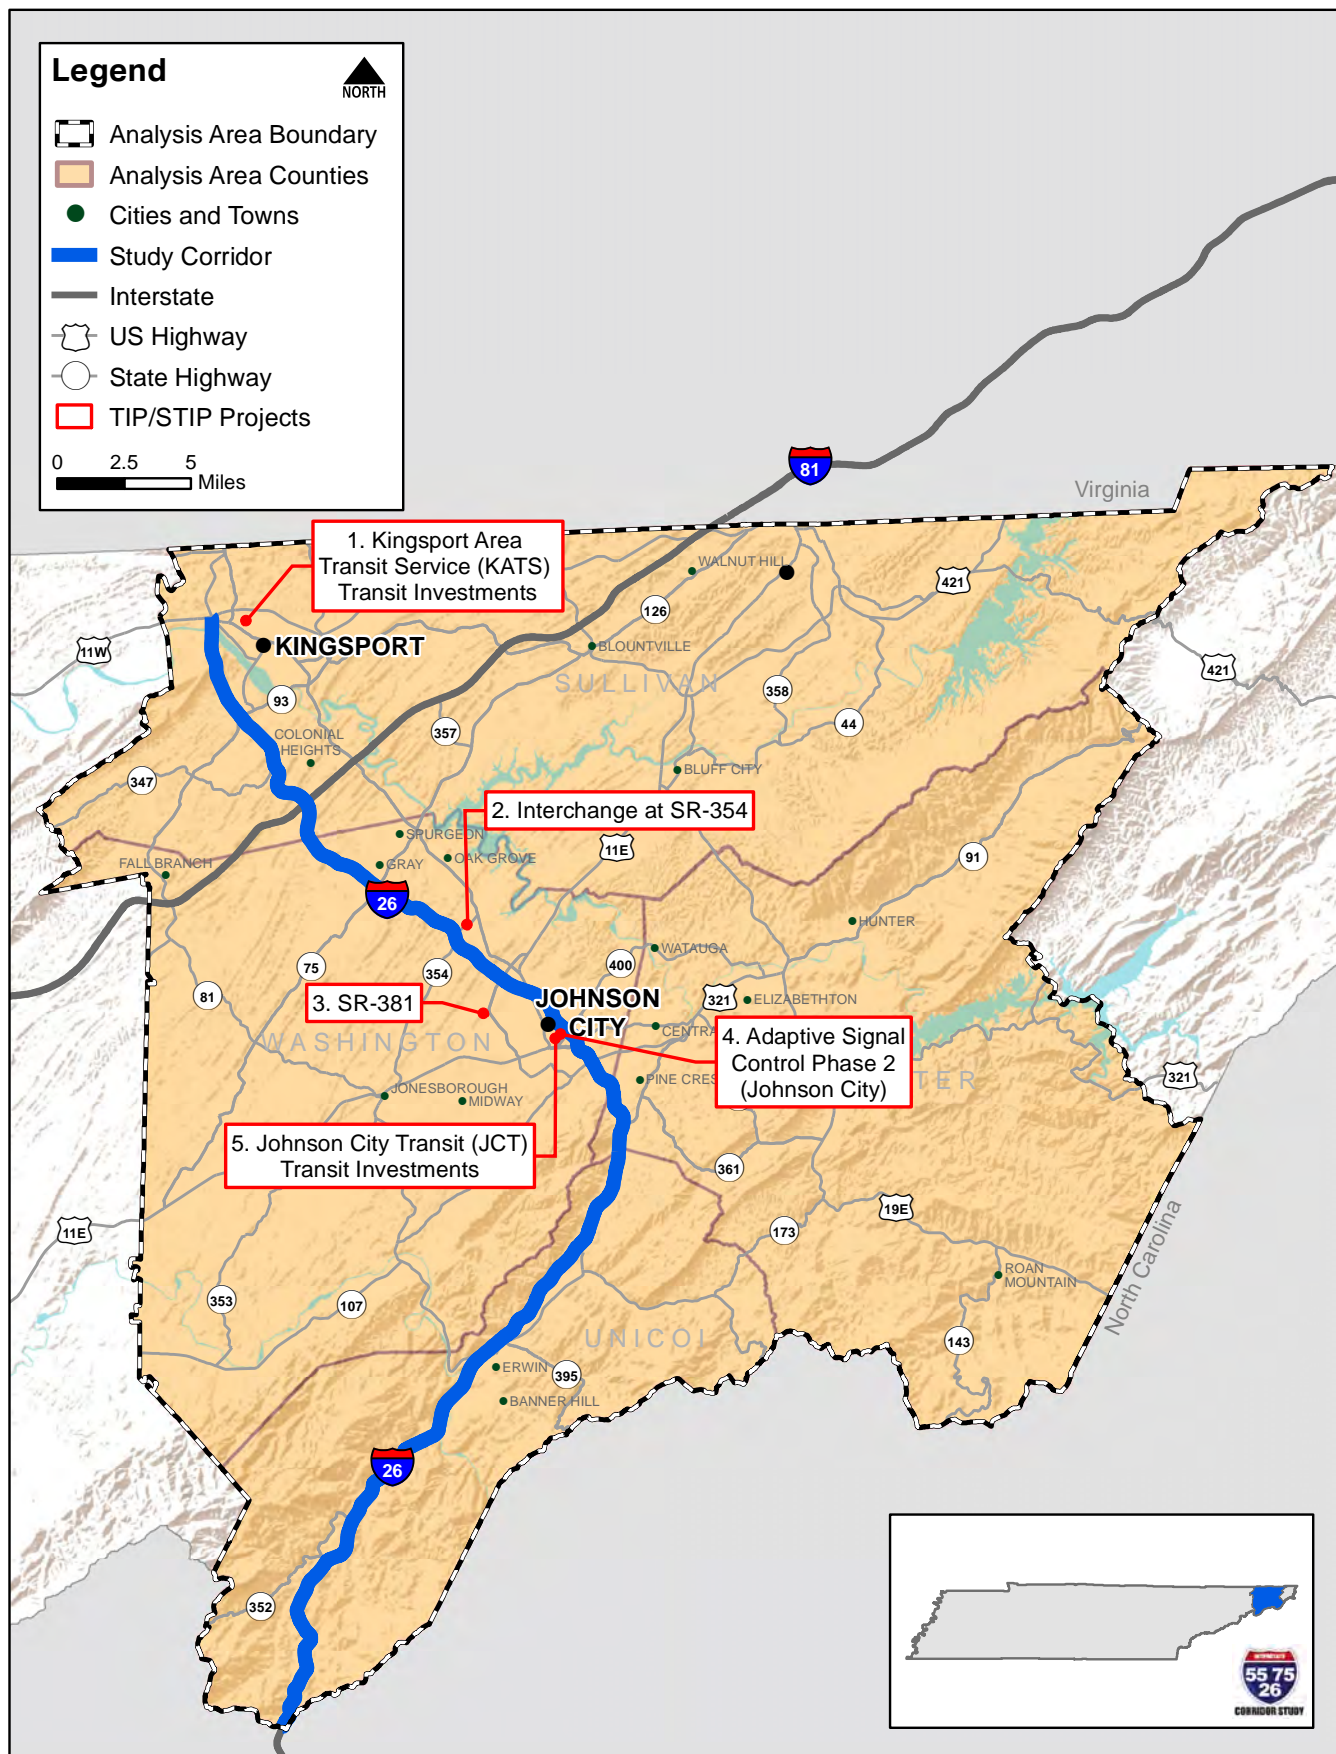 Legend
NORTH
Analysis Area Boundary
Analysis Area Counties
Cities and Towns
Study Corridor
Interstate
US Highway
State Highway
TIP/STIP Projects
0 2.5 5
Miles
81
Virginia
1. Kingsport Area
Transit Service (KATS)
Transit Investments
WALNUT HILL
421
126
11W
KINGSPORT
BLOUNTVILLE
SULLIVAN
421
93
358
44
COLONIAL
HEIGHTS
357
BLUFF CITY
347
2. Interchange at SR-354
SPURGEON
11E
91
FALL BRANCH
GRAY
OAK GROVE
26
HUNTER
WATAUGA
75
354
400
81
3. SR-381
JOHNSON
CITY
321
ELIZABETHTON
CENTRA
WASHINGTON
4. Adaptive Signal
Control Phase 2
(Johnson City)
PINE CRES
TER
321
JONESBOROUGH
MIDWAY
5. Johnson City Transit (JCT)
Transit Investments
361
11E
19E
173
ROAN
MOUNTAIN
North Carolina
353
107
UNICOI
143
ERWIN
395
BANNER HILL
26
352
INTERSTATE
55 75
26
CORRIDOR STUDY